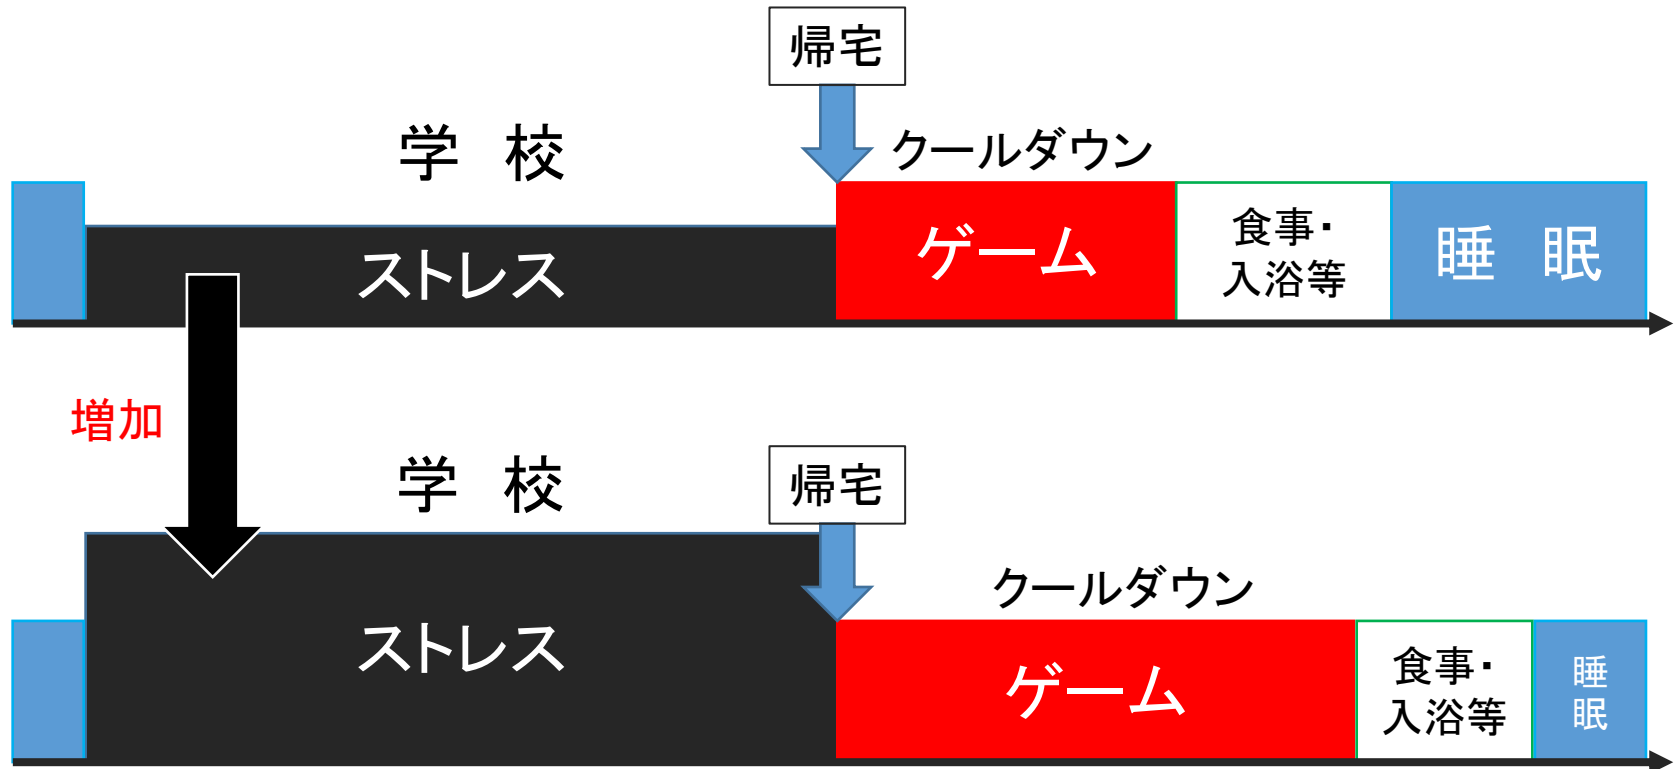 帰宅
学 校
クールダウン
ストレス
ゲーム
食事・
入浴等
睡 眠
増加
学 校
帰宅
クールダウン
ストレス
ゲーム
食事・
入浴等
睡
眠